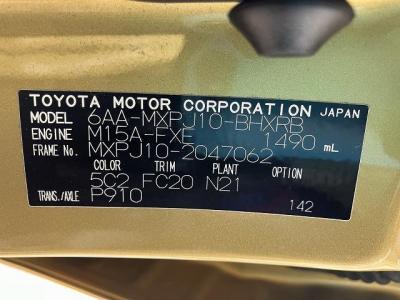 TOYOTA MOTOR CORPORATION JAPAN
MODEL 6AA-MXPJ10-BHXRB
ENGINE M15A-FXE 1490 mL
FRAME No. MXPJ10-2047062
COLOR TRIM PLANT OPTION
5C2 FC20 N21
TRANS./AXLE P910
142